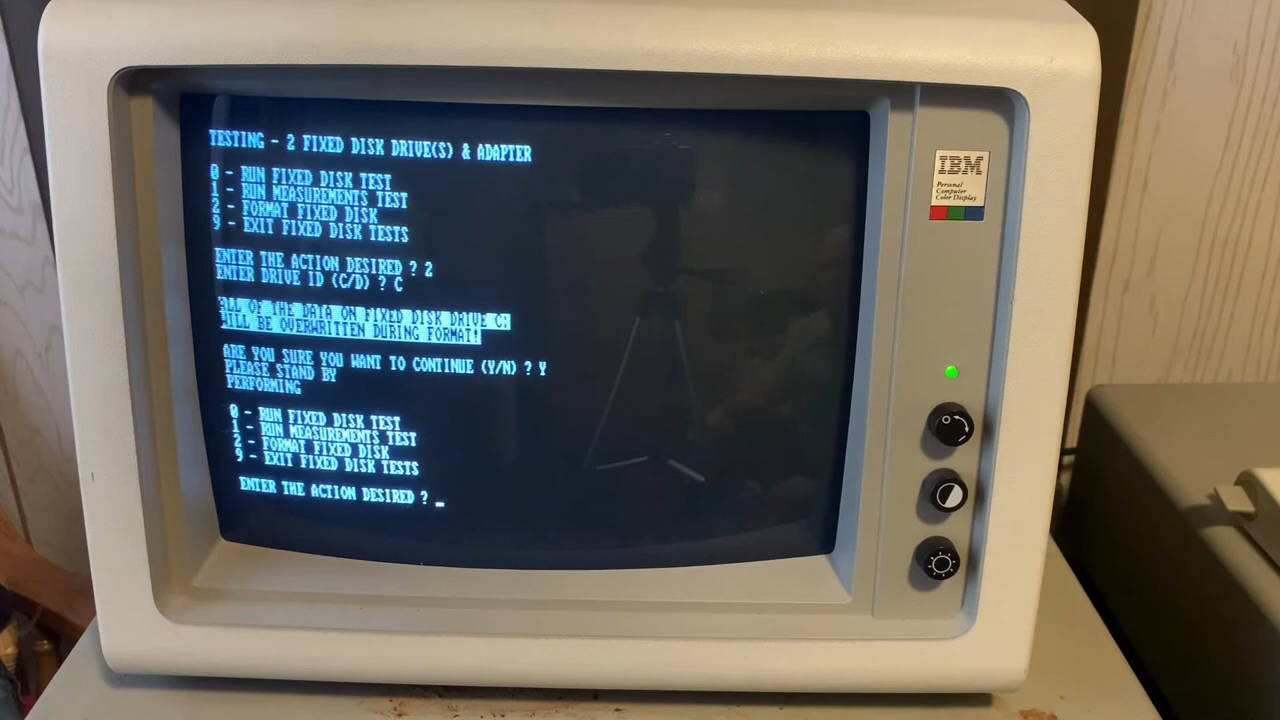 TESTING - 2 FIXED DISK DRIVE(S) & ADAPTER
0 - RUN FIXED DISK TEST
1 - RUN MEASUREMENTS TEST
2 - FORMAT FIXED DISK
9 - EXIT FIXED DISK TESTS
ENTER THE ACTION DESIRED ? 2
ENTER DRIVE ID (C/D) ? C
ALL OF THE DATA ON FIXED DISK DRIVE C:
WILL BE OVERWRITTEN DURING FORMAT!
ARE YOU SURE YOU WANT TO CONTINUE (Y/N) ? Y
PLEASE STAND BY
PERFORMING
0 - RUN FIXED DISK TEST
1 - RUN MEASUREMENTS TEST
2 - FORMAT FIXED DISK
9 - EXIT FIXED DISK TESTS
ENTER THE ACTION DESIRED ? _
IBM
Personal
Computer
Color Display